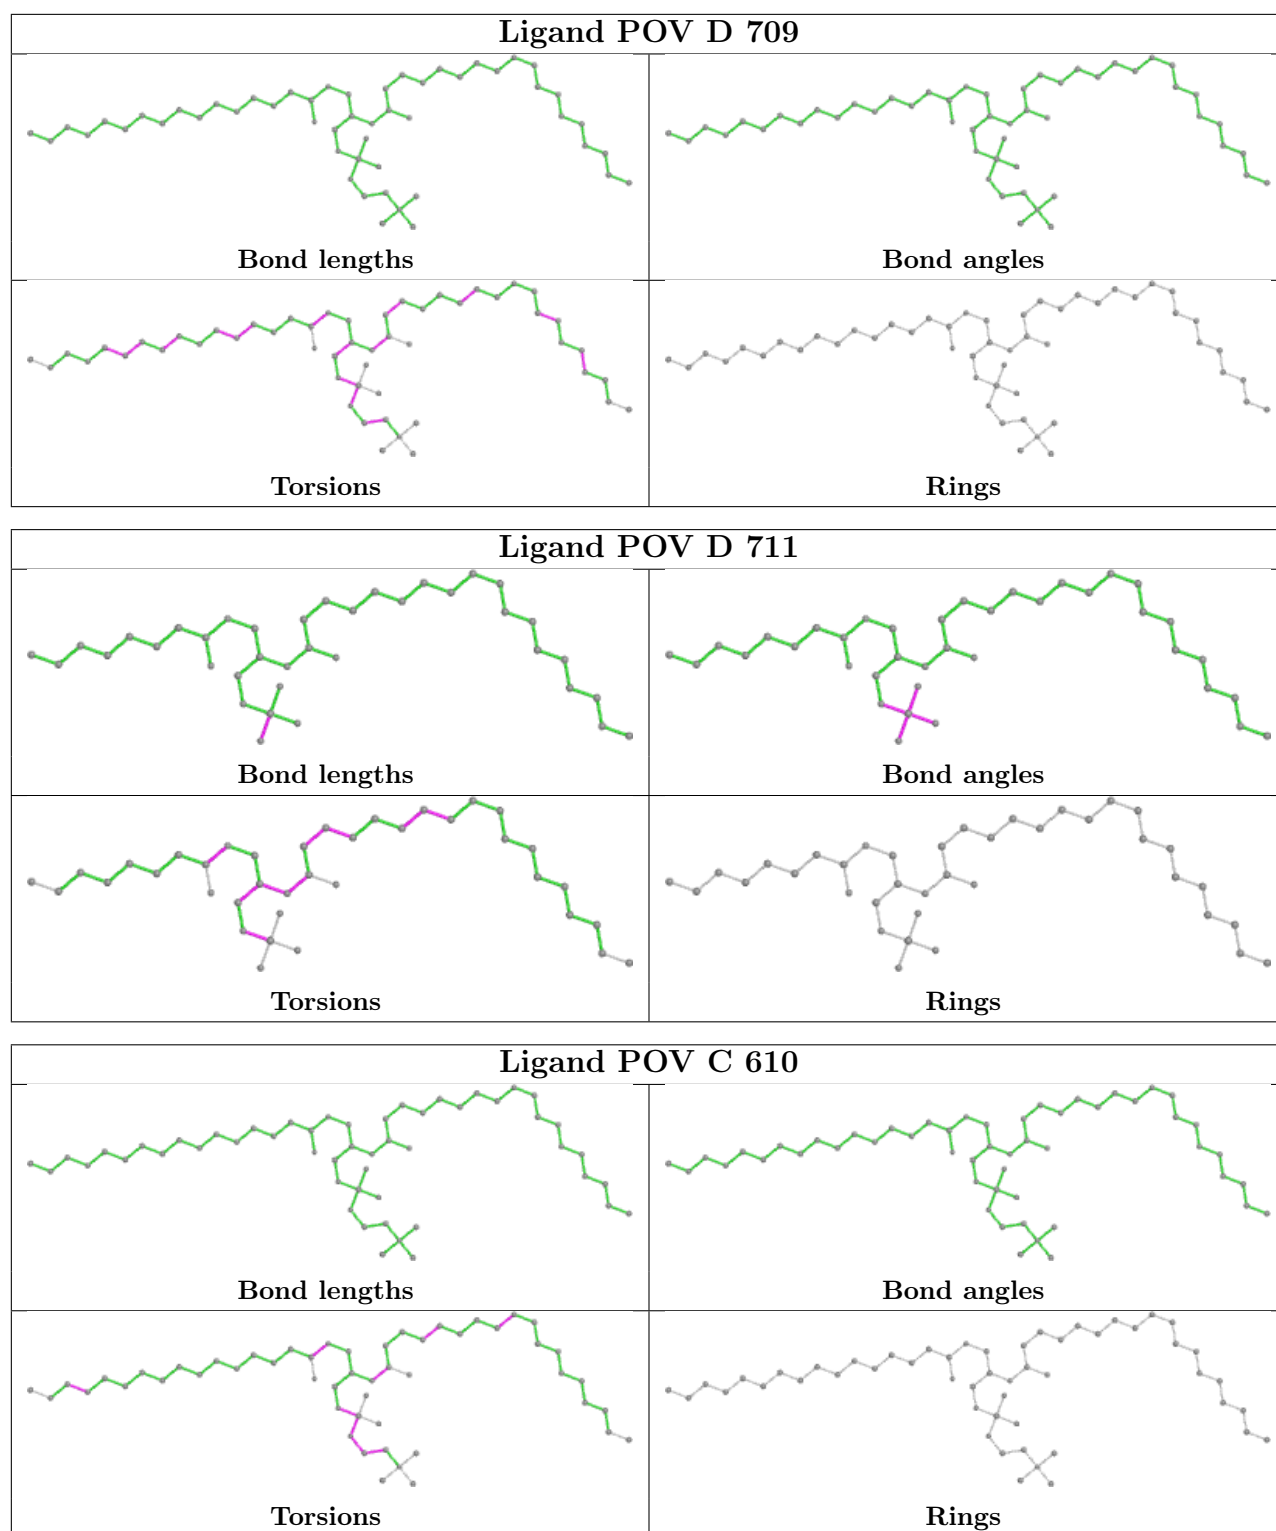 Ligand POV D 709
Bond lengths
Bond angles
Torsions
Rings
Ligand POV D 711
Bond lengths
Bond angles
Torsions
Rings
Ligand POV C 610
Bond lengths
Bond angles
Torsions
Rings